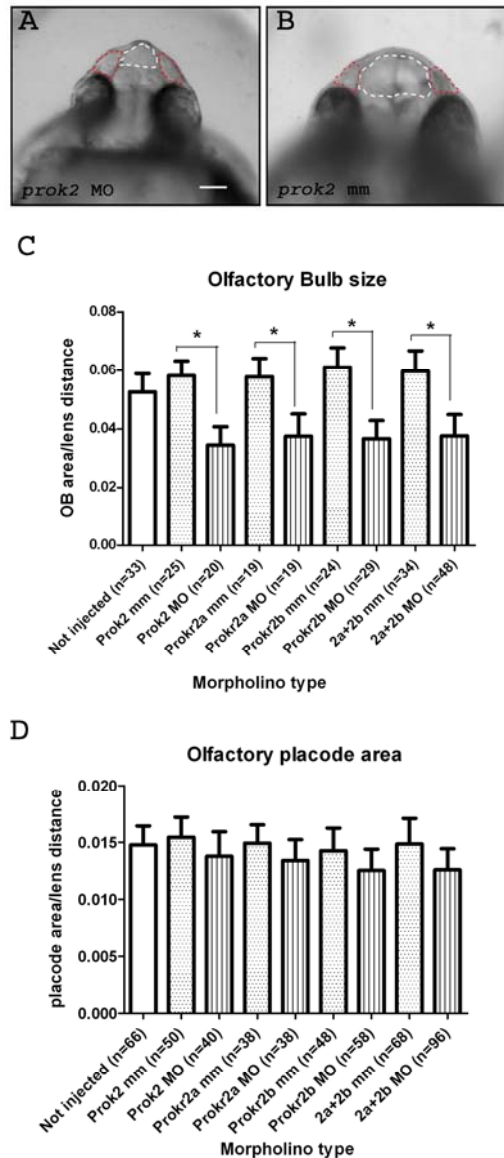 A
B
prok2 MO
prok2 mm
C
Olfactory Bulb size
OB area/lens distance
0.08
0.06
0.04
0.02
0.00
* * * *
Not injected (n=33)
Prok2 mm (n=25)
Prok2 MO (n=20)
Prokr2a mm (n=19)
Prokr2a MO (n=19)
Prokr2b mm (n=24)
Prokr2b MO (n=29)
2a+2b mm (n=34)
2a+2b MO (n=48)
Morpholino type
D
Olfactory placode area
placode area/lens distance
0.020
0.015
0.010
0.005
0.000
Not injected (n=66)
Prok2 mm (n=50)
Prok2 MO (n=40)
Prokr2a mm (n=38)
Prokr2a MO (n=38)
Prokr2b mm (n=48)
Prokr2b MO (n=58)
2a+2b mm (n=68)
2a+2b MO (n=96)
Morpholino type